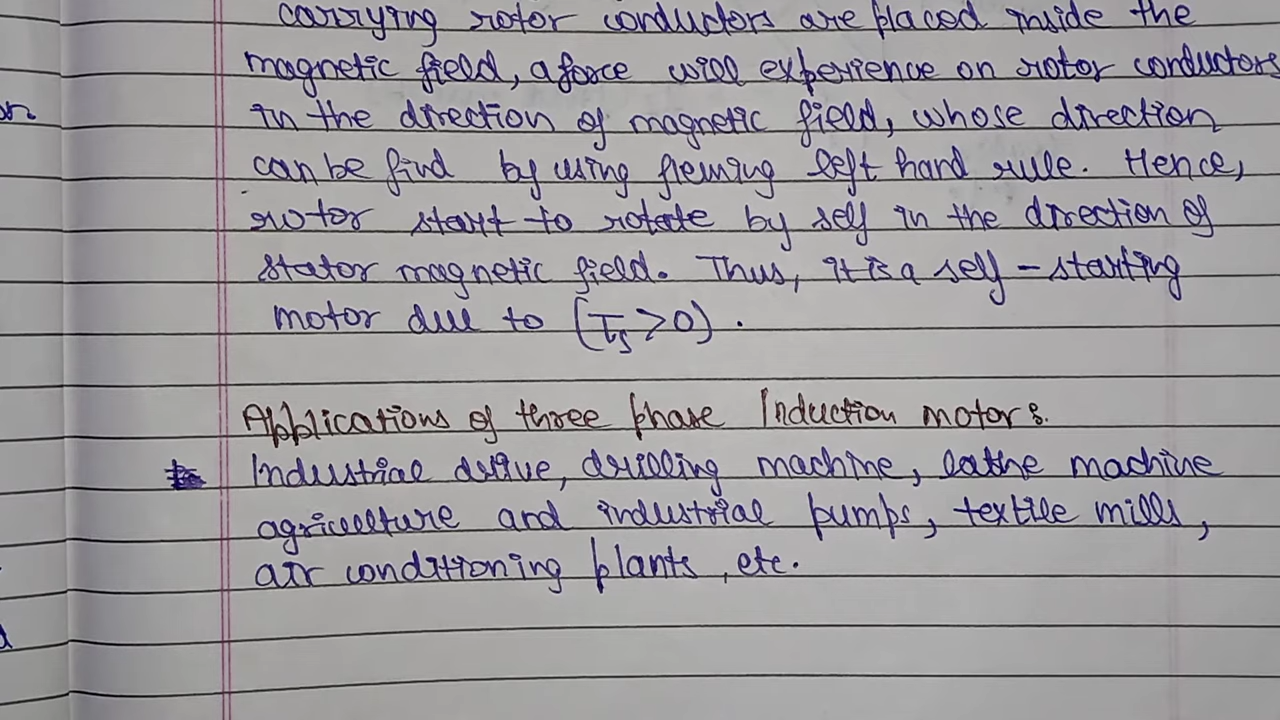 carrying rotor conductors are placed inside the
magnetic field, a force will experience on rotor conductors
in the direction of magnetic field, whose direction
can be find by using fleming left hand rule. Hence,
rotor start to rotate by self in the direction of
stator magnetic field. Thus, it is a self-starting
motor due to (Ts>0).
Applications of three phase Induction motors.
Industrial drive, drilling machine, lathe machine
agriculture and industrial pumps, textile mills,
air conditioning plants, etc.